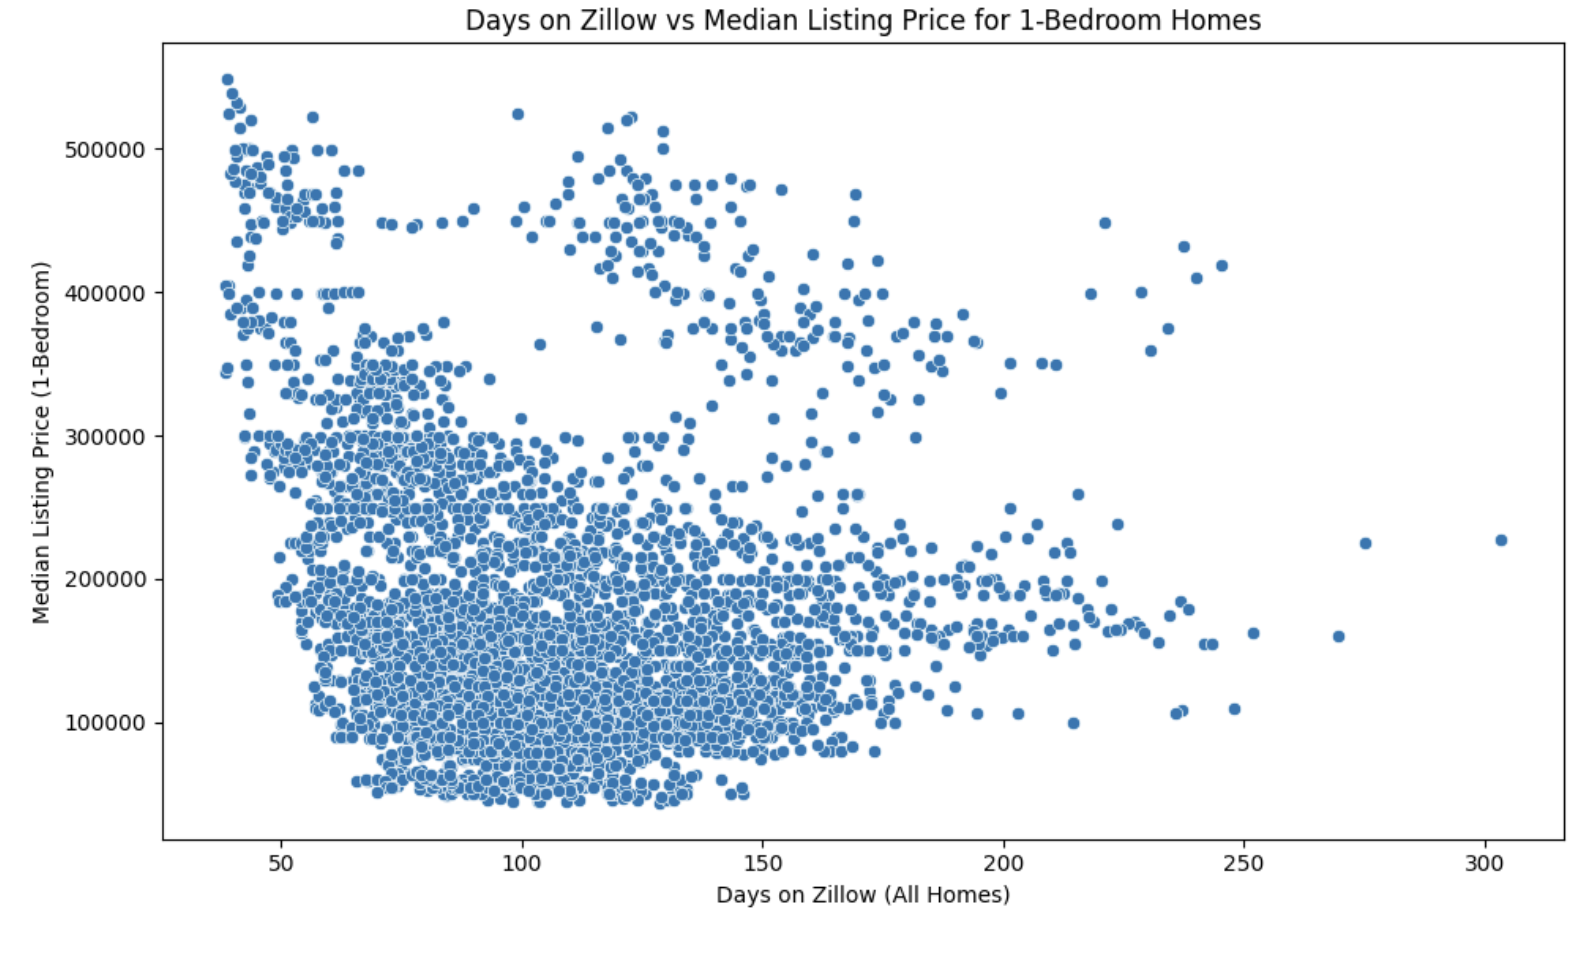 Days on Zillow vs Median Listing Price for 1-Bedroom Homes
500000
400000
300000
200000
100000
Median Listing Price (1-Bedroom)
50 100 150 200 250 300
Days on Zillow (All Homes)